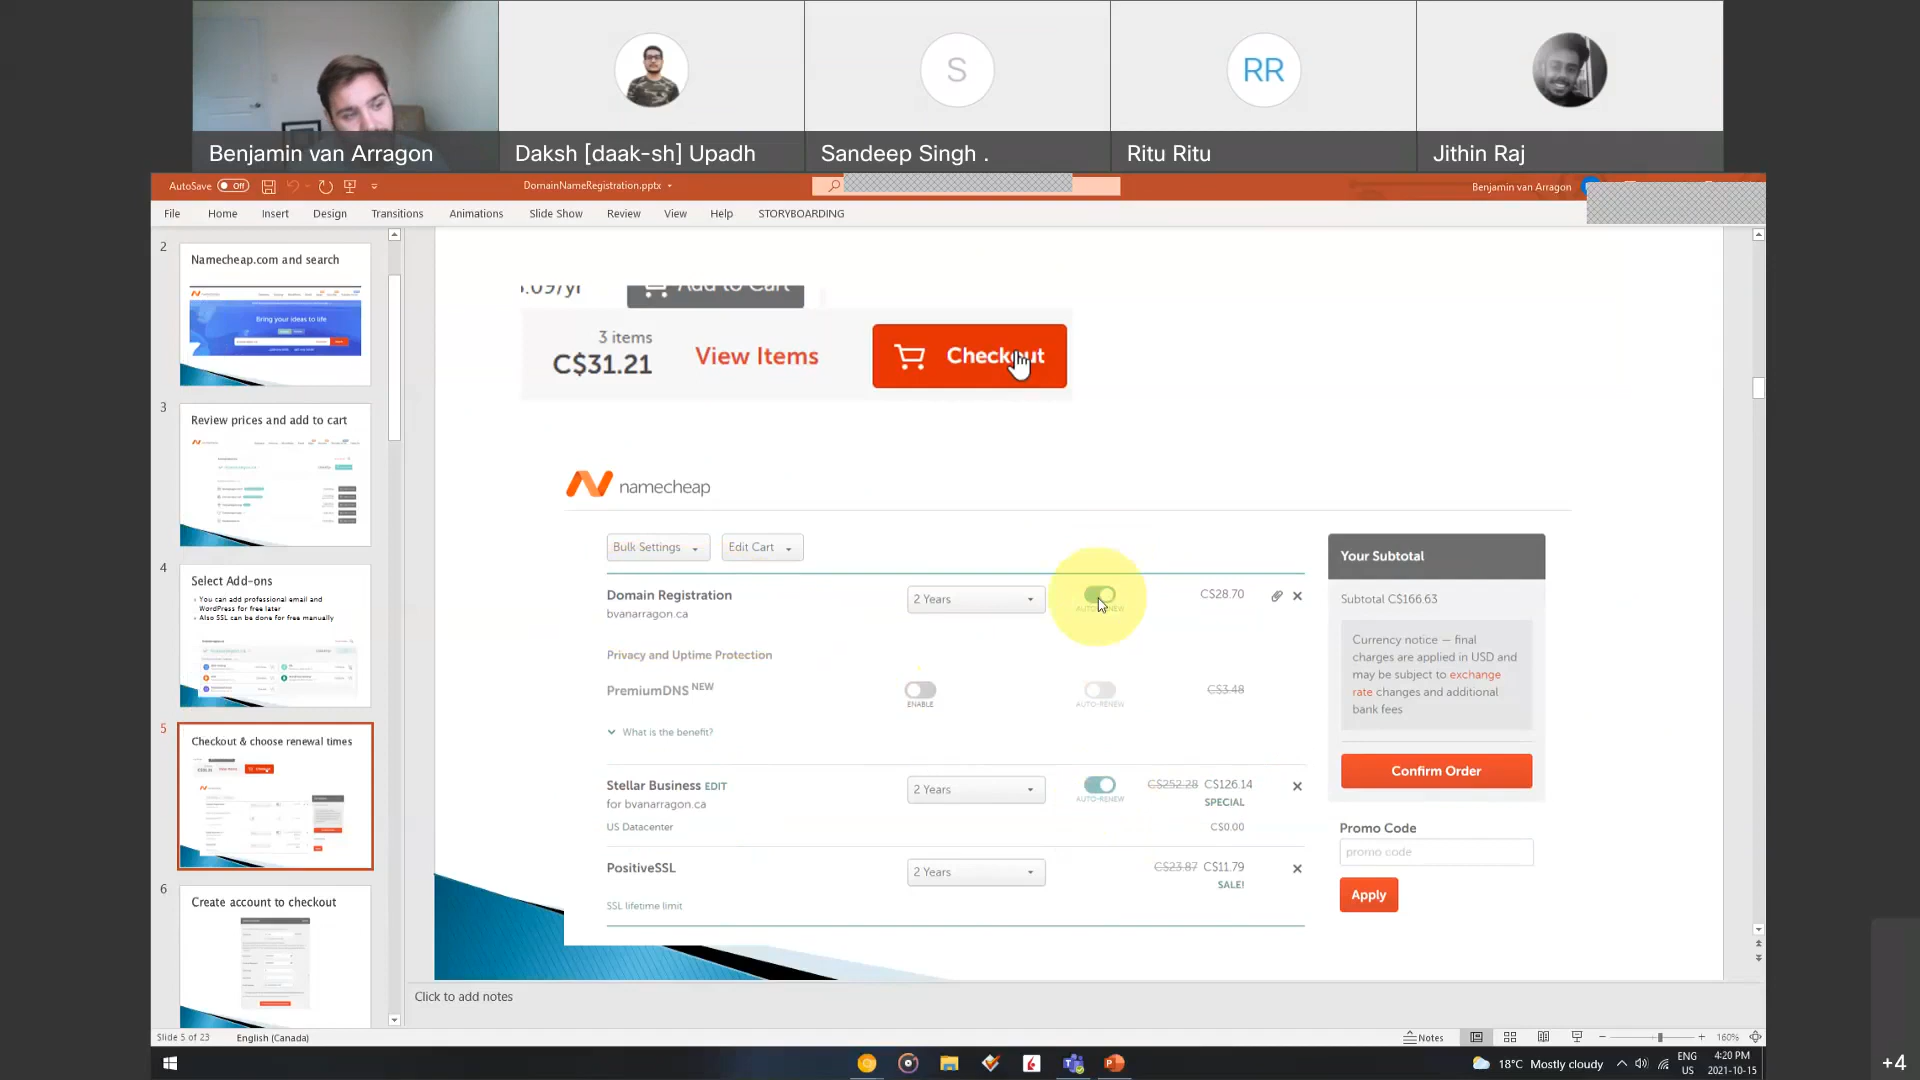 S
RR
Benjamin van Arragon
Daksh [daak-sh] Upadh
Sandeep Singh .
Ritu Ritu
Jithin Raj
AutoSave Off
DomainNameRegistration.pptx
Benjamin van Arragon
File Home Insert Design Transitions Animations Slide Show Review View Help STORYBOARDING
2
Namecheap.com and search
Bring your ideas to life
3
Review prices and add to cart
4
Select Add-ons
You can add professional email and
WordPress for free later
Also SSL can be done for free manually
5
Checkout & choose renewal times
6
Create account to checkout
Add to Cart
3 items
C$31.21
View Items
Checkout
namecheap
Bulk Settings
Edit Cart
Domain Registration
bvanarragon.ca
2 Years
AUTO-RENEW
C$28.70
Privacy and Uptime Protection
PremiumDNS NEW
ENABLE
AUTO-RENEW
C$3.48
What is the benefit?
Stellar Business EDIT
for bvanarragon.ca
2 Years
AUTO-RENEW
C$252.28 C$126.14
SPECIAL
US Datacenter
C$0.00
PositiveSSL
2 Years
C$23.87 C$11.79
SALE!
SSL lifetime limit
Your Subtotal
Subtotal C$166.63
Currency notice — final
charges are applied in USD and
may be subject to exchange
rate changes and additional
bank fees
Confirm Order
Promo Code
promo code
Apply
Click to add notes
Slide 5 of 23
English (Canada)
Notes
160%
18°C Mostly cloudy
ENG
US
4:20 PM
2021-10-15
+4